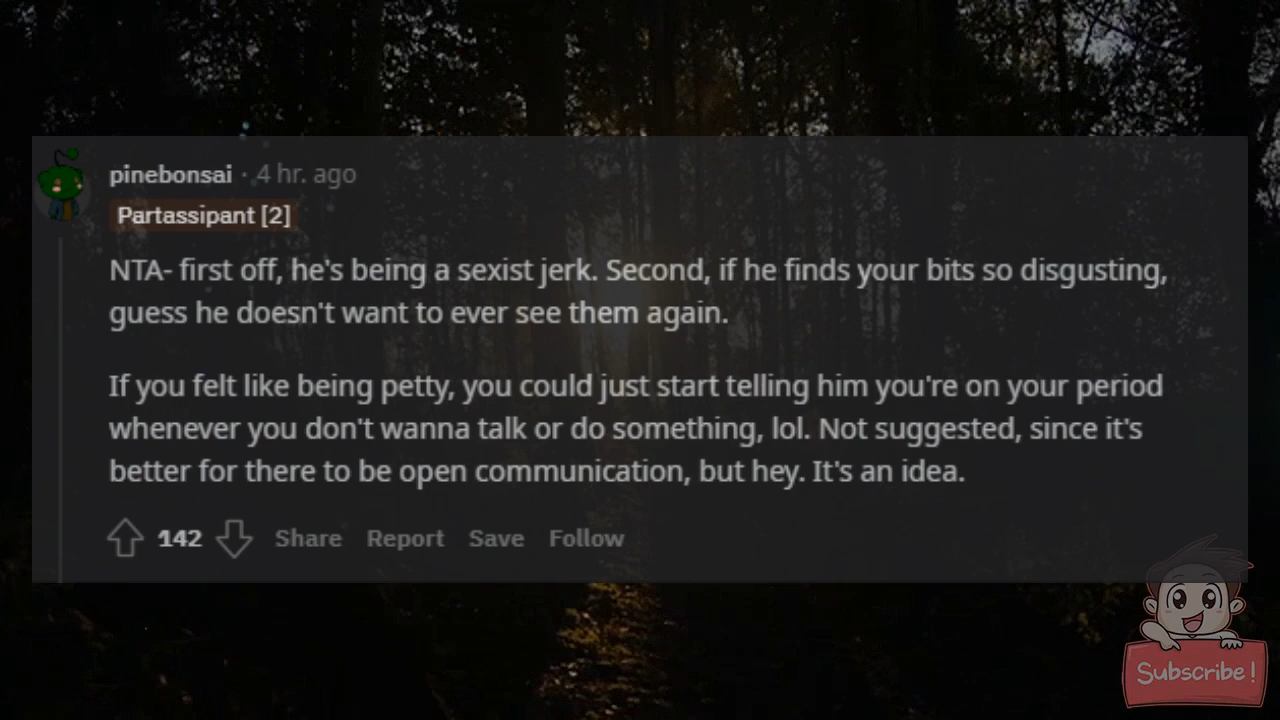 pinebonsai · 4 hr. ago
Partassipant [2]
NTA- first off, he's being a sexist jerk. Second, if he finds your bits so disgusting,
guess he doesn't want to ever see them again.
If you felt like being petty, you could just start telling him you're on your period
whenever you don't wanna talk or do something, lol. Not suggested, since it's
better for there to be open communication, but hey. It's an idea.
142 Share Report Save Follow
Subscribe!